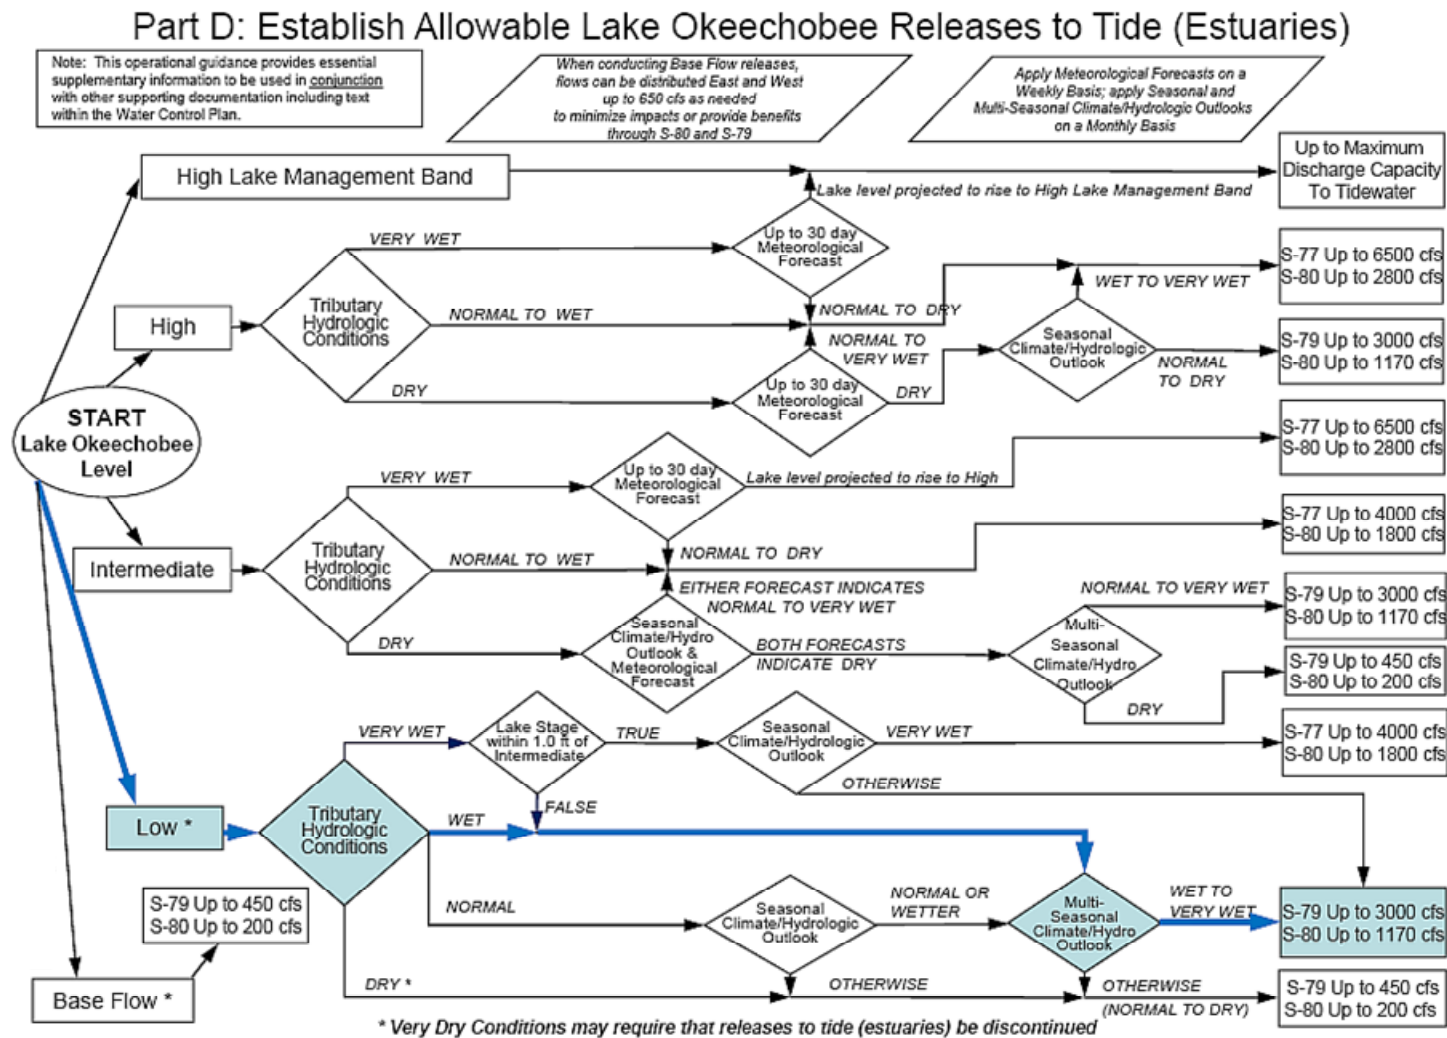 Part D: Establish Allowable Lake Okeechobee Releases to Tide (Estuaries)
Note: This operational guidance provides essential
supplementary information to be used in conjunction
with other supporting documentation including text
within the Water Control Plan.
When conducting Base Flow releases,
flows can be distributed East and West
up to 650 cfs as needed
to minimize impacts or provide benefits
through S-80 and S-79
Apply Meteorological Forecasts on a
Weekly Basis; apply Seasonal and
Multi-Seasonal Climate/Hydrologic Outlooks
on a Monthly Basis
High Lake Management Band
Lake level projected to rise to High Lake Management Band
Up to Maximum
Discharge Capacity
To Tidewater
VERY WET
Up to 30 day
Meteorological
Forecast
S-77 Up to 6500 cfs
S-80 Up to 2800 cfs
WET TO VERY WET
High
Tributary
Hydrologic
Conditions
NORMAL TO WET
NORMAL TO DRY
NORMAL TO
VERY WET
Seasonal
Climate/Hydrologic
Outlook
NORMAL
TO DRY
S-79 Up to 3000 cfs
S-80 Up to 1170 cfs
DRY
Up to 30 day
Meteorological
Forecast
DRY
START
Lake Okeechobee
Level
S-77 Up to 6500 cfs
S-80 Up to 2800 cfs
VERY WET
Up to 30 day
Meteorological
Forecast
Lake level projected to rise to High
S-77 Up to 4000 cfs
S-80 Up to 1800 cfs
Intermediate
Tributary
Hydrologic
Conditions
NORMAL TO WET
NORMAL TO DRY
EITHER FORECAST INDICATES
NORMAL TO VERY WET
NORMAL TO VERY WET
S-79 Up to 3000 cfs
S-80 Up to 1170 cfs
DRY
Seasonal
Climate/Hydro
Outlook &
Meteorological
Forecast
BOTH FORECASTS
INDICATE DRY
Multi-
Seasonal
Climate/Hydro
Outlook
DRY
S-79 Up to 450 cfs
S-80 Up to 200 cfs
VERY WET
Lake Stage
within 1.0 ft of
Intermediate
TRUE
Seasonal
Climate/Hydrologic
Outlook
VERY WET
S-77 Up to 4000 cfs
S-80 Up to 1800 cfs
OTHERWISE
FALSE
Low *
Tributary
Hydrologic
Conditions
WET
NORMAL
Seasonal
Climate/Hydrologic
Outlook
NORMAL OR
WETTER
Multi-
Seasonal
Climate/Hydro
Outlook
WET TO
VERY WET
S-79 Up to 3000 cfs
S-80 Up to 1170 cfs
S-79 Up to 450 cfs
S-80 Up to 200 cfs
Base Flow *
DRY *
OTHERWISE
OTHERWISE
(NORMAL TO DRY)
S-79 Up to 450 cfs
S-80 Up to 200 cfs
* Very Dry Conditions may require that releases to tide (estuaries) be discontinued